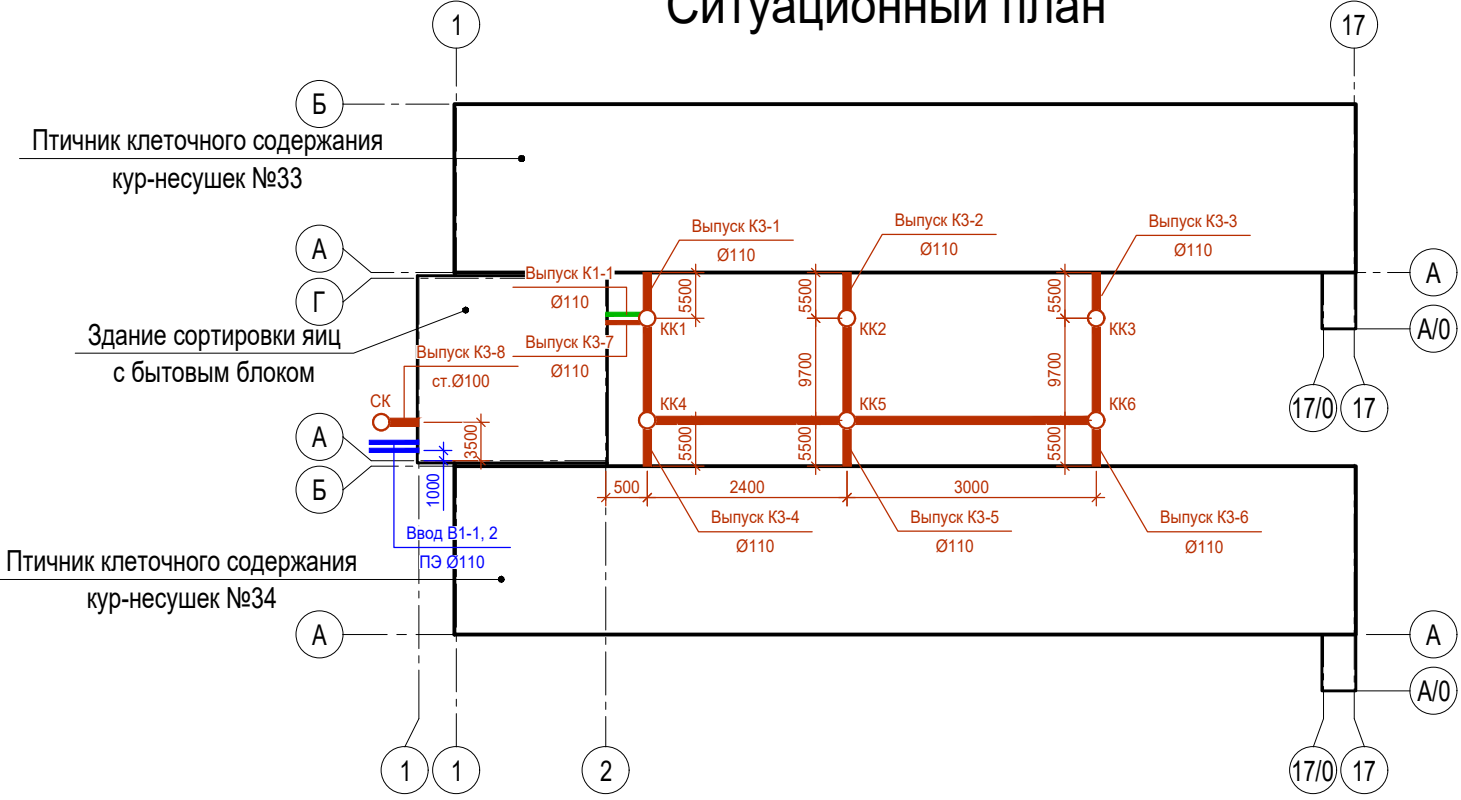 Ситуационный план
1
17
Б
Птичник клеточного содержания
кур-несушек №33
Выпуск К3-1
Ø110
Выпуск К3-2
Ø110
Выпуск К3-3
Ø110
А
Г
А
А/0
17/0
17
Выпуск К1-1
Ø110
Выпуск К3-7
Ø110
5500
5500
5500
КК1
КК2
КК3
Здание сортировки яиц
с бытовым блоком
Выпуск К3-8
ст.Ø100
СК
9700
9700
КК4
КК5
КК6
А
Б
3500
1000
5500
5500
5500
500
2400
3000
Выпуск К3-4
Ø110
Выпуск К3-5
Ø110
Выпуск К3-6
Ø110
Ввод В1-1, 2
ПЭ Ø110
Птичник клеточного содержания
кур-несушек №34
А
А
А/0
1
1
2
17/0
17